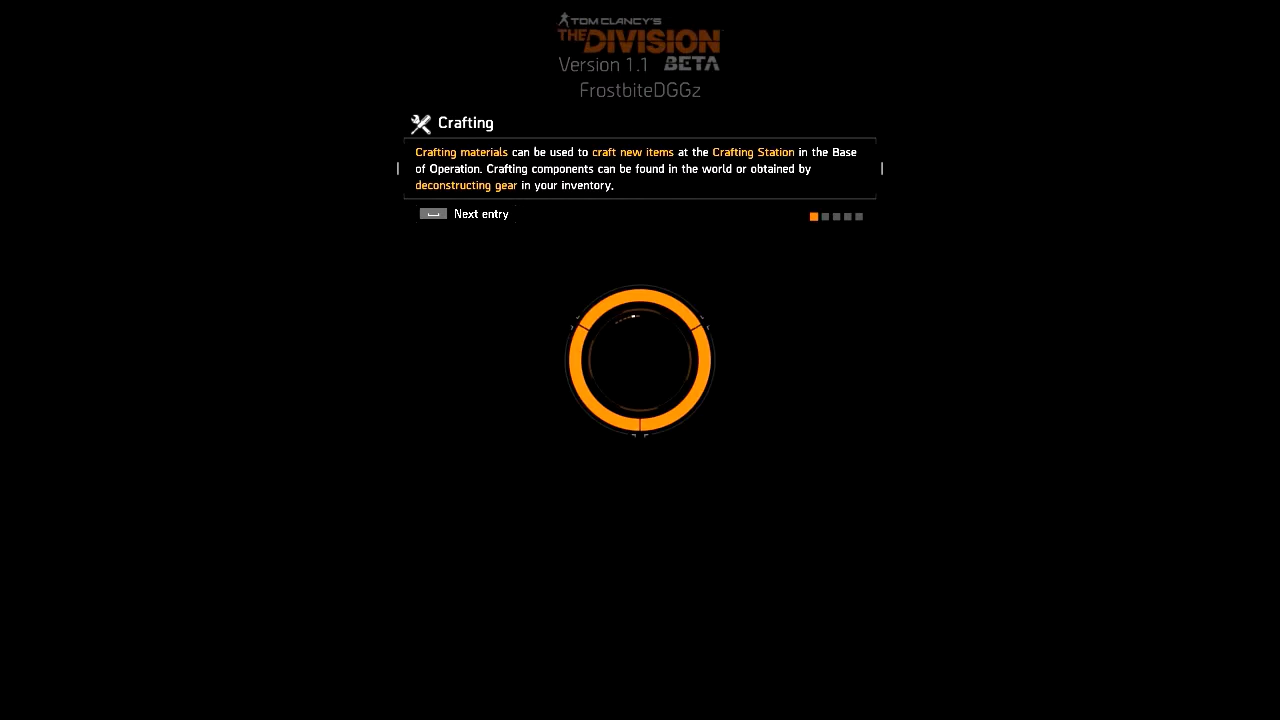 TOM CLANCY'S
THE DIVISION
Version 1.1 BETA
FrostbiteDGGz
Crafting
Crafting materials can be used to craft new items at the Crafting Station in the Base
of Operation. Crafting components can be found in the world or obtained by
deconstructing gear in your inventory.
Next entry